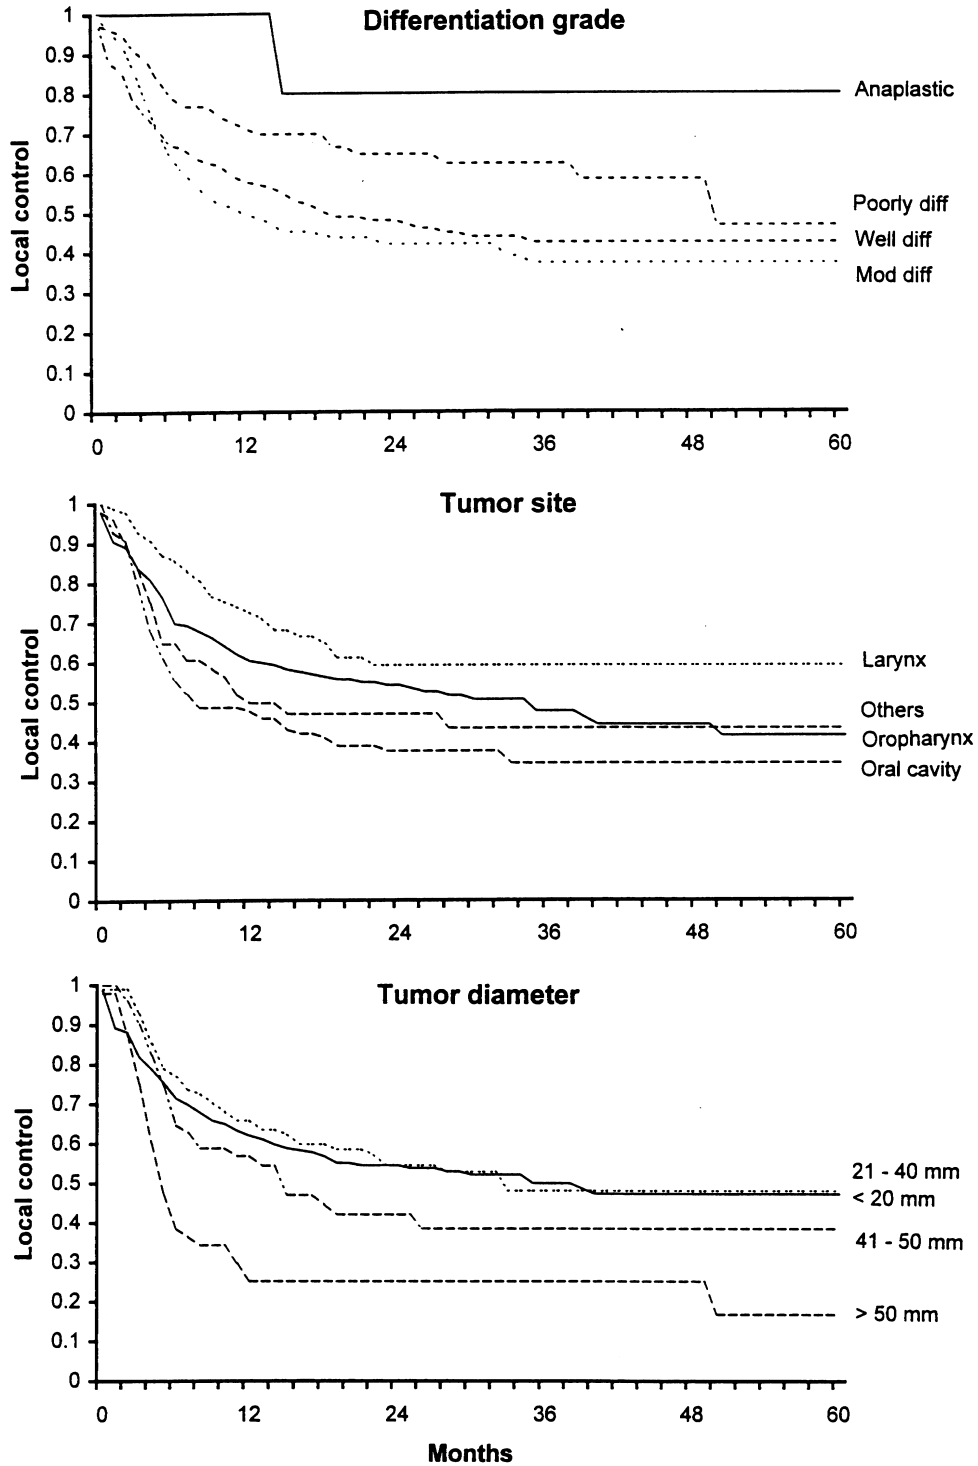 Differentiation grade
Local control
1
0.9
0.8
0.7
0.6
0.5
0.4
0.3
0.2
0.1
0
0 12 24 36 48 60
Anaplastic
Poorly diff
Well diff
Mod diff
Tumor site
Local control
1
0.9
0.8
0.7
0.6
0.5
0.4
0.3
0.2
0.1
0
0 12 24 36 48 60
Larynx
Others
Oropharynx
Oral cavity
Tumor diameter
Local control
1
0.9
0.8
0.7
0.6
0.5
0.4
0.3
0.2
0.1
0
0 12 24 36 48 60
21 - 40 mm
< 20 mm
41 - 50 mm
> 50 mm
Months